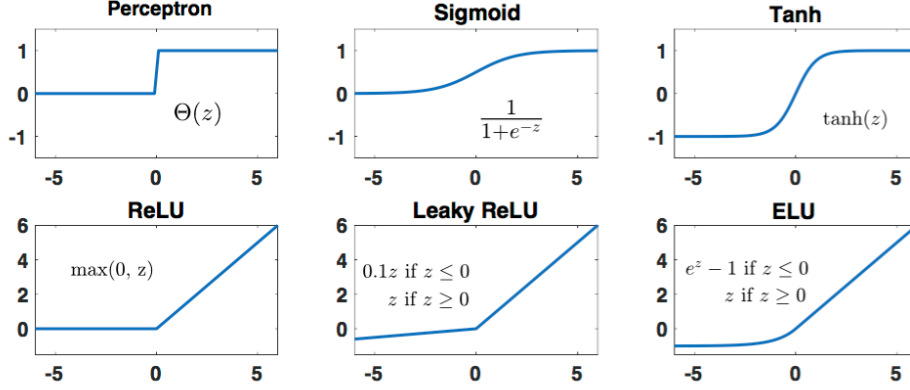 Perceptron
1
0
-1
Θ(z)
-5 0 5
Sigmoid
1
0
-1
1
1+e^{-z}
-5 0 5
Tanh
1
0
-1
tanh(z)
-5 0 5
ReLU
6
4
2
0
max(0, z)
-5 0 5
Leaky ReLU
6
4
2
0
0.1z if z ≤ 0
z if z ≥ 0
-5 0 5
ELU
6
4
2
0
e^z − 1 if z ≤ 0
z if z ≥ 0
-5 0 5